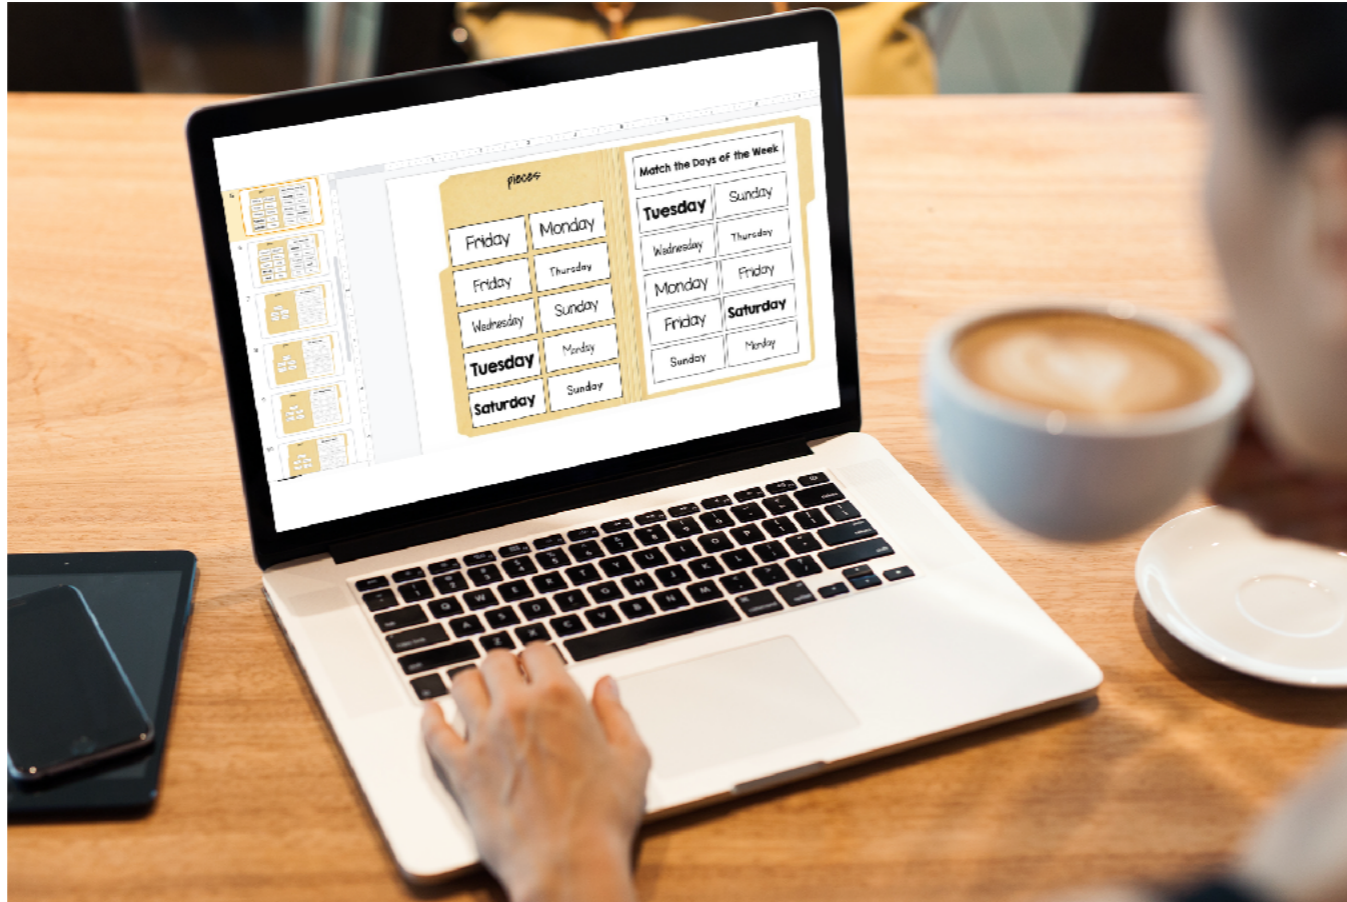 pieces
Friday Monday
Friday Thursday
Wednesday Sunday
Tuesday Monday
Saturday Sunday
Match the Days of the Week
Tuesday Sunday
Wednesday Thursday
Monday Friday
Friday Saturday
Sunday Monday